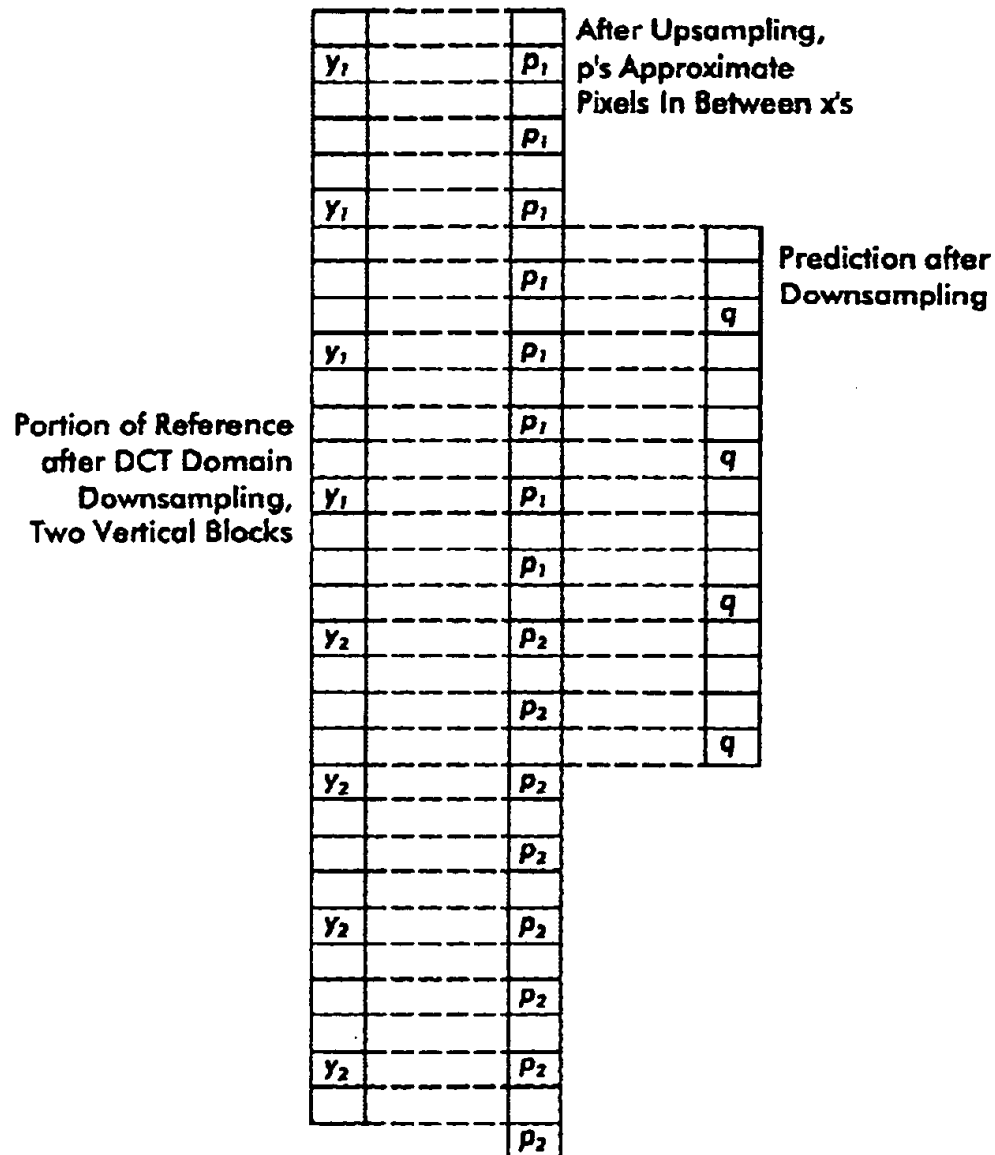 After Upsampling,
p's Approximate
Pixels In Between x's
y₁ p₁
p₁
y₁ p₁
Prediction after
Downsampling
p₁
q
y₁ p₁
Portion of Reference
after DCT Domain
Downsampling,
Two Vertical Blocks
p₁
q
y₁ p₁
p₁
q
y₂ p₂
p₂
q
y₂ p₂
p₂
y₂ p₂
p₂
y₂ p₂
p₂